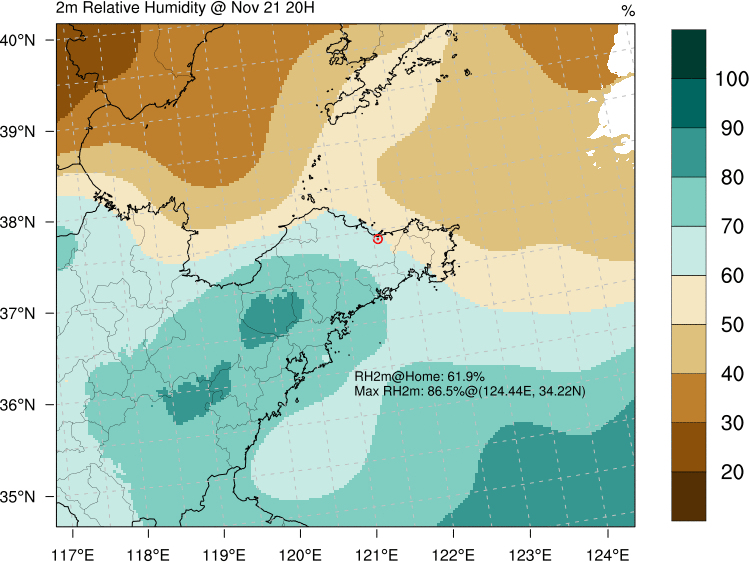 2m Relative Humidity @ Nov 21 20H
%
40°N
39°N
38°N
37°N
36°N
35°N
117°E 118°E 119°E 120°E 121°E 122°E 123°E 124°E
RH2m@Home: 61.9%
Max RH2m: 86.5%@(124.44E, 34.22N)
100
90
80
70
60
50
40
30
20